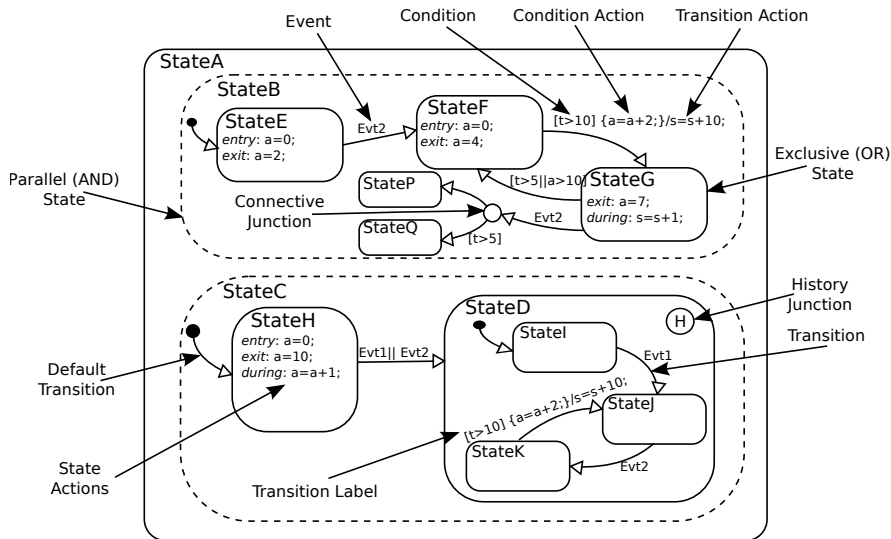 Event
Condition
Condition Action
Transition Action
StateA
StateB
StateE
entry: a=0;
exit: a=2;
Evt2
StateF
entry: a=0;
exit: a=4;
[t>10] {a=a+2;}/s=s+10;
Parallel (AND)
State
Connective
Junction
StateP
StateQ
[t>5||a>10]
[t>5]
Evt2
StateG
exit: a=7;
during: s=s+1;
Exclusive (OR)
State
StateC
StateH
entry: a=0;
exit: a=10;
during: a=a+1;
Evt1|| Evt2
StateD
StateI
H
History
Junction
Transition
Evt1
Default
Transition
[t>10] {a=a+2;}/s=s+10;
StateJ
StateK
Evt2
State
Actions
Transition Label